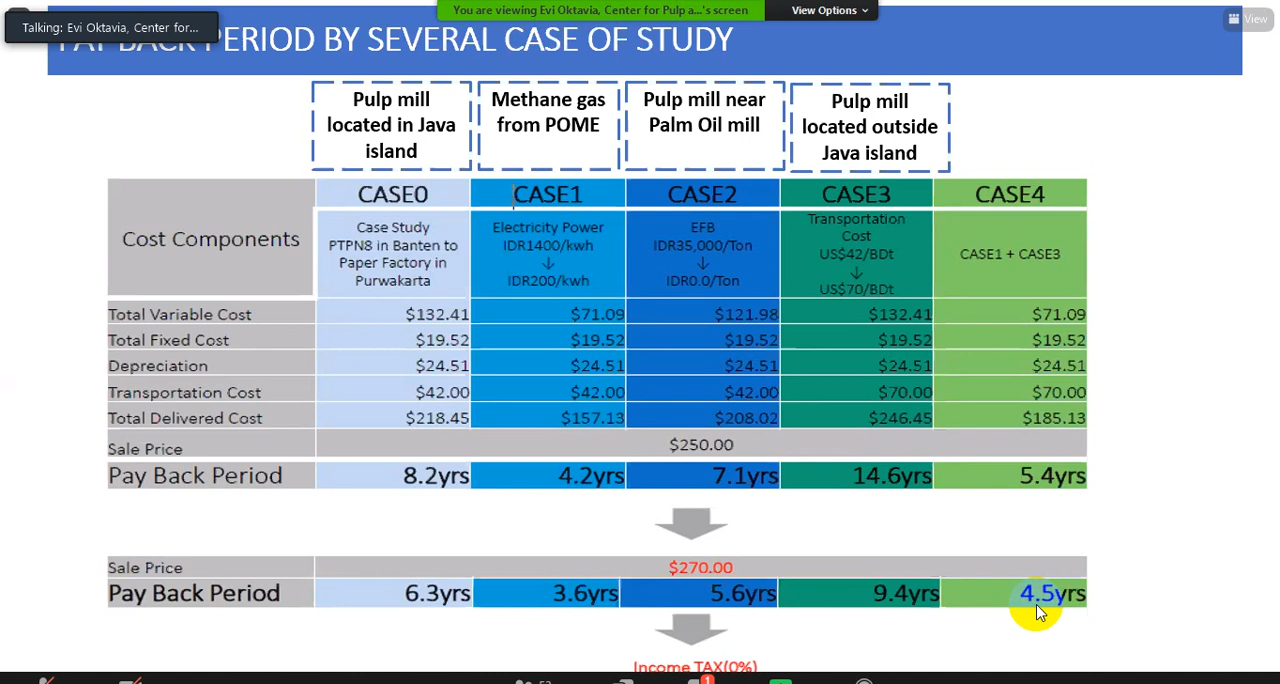 You are viewing Evi Oktavia, Center for Pulp a...'s screen
View Options
Talking: Evi Oktavia, Center for...
View
PAY BACK PERIOD BY SEVERAL CASE OF STUDY
Pulp mill located in Java island
Methane gas from POME
Pulp mill near Palm Oil mill
Pulp mill located outside Java island
Cost Components
CASE0 CASE1 CASE2 CASE3 CASE4
Case Study
PTPN8 in Banten to
Paper Factory in
Purwakarta
Electricity Power
IDR1400/kwh
↓
IDR200/kwh
EFB
IDR35,000/Ton
↓
IDR0.0/Ton
Transportation
Cost
US$42/BDt
↓
US$70/BDt
CASE1 + CASE3
Total Variable Cost $132.41 $71.09 $121.98 $132.41 $71.09
Total Fixed Cost $19.52 $19.52 $19.52 $19.52 $19.52
Depreciation $24.51 $24.51 $24.51 $24.51 $24.51
Transportation Cost $42.00 $42.00 $42.00 $70.00 $70.00
Total Delivered Cost $218.45 $157.13 $208.02 $246.45 $185.13
Sale Price $250.00
Pay Back Period 8.2yrs 4.2yrs 7.1yrs 14.6yrs 5.4yrs
Sale Price $270.00
Pay Back Period 6.3yrs 3.6yrs 5.6yrs 9.4yrs 4.5yrs
Income TAX(0%)
1